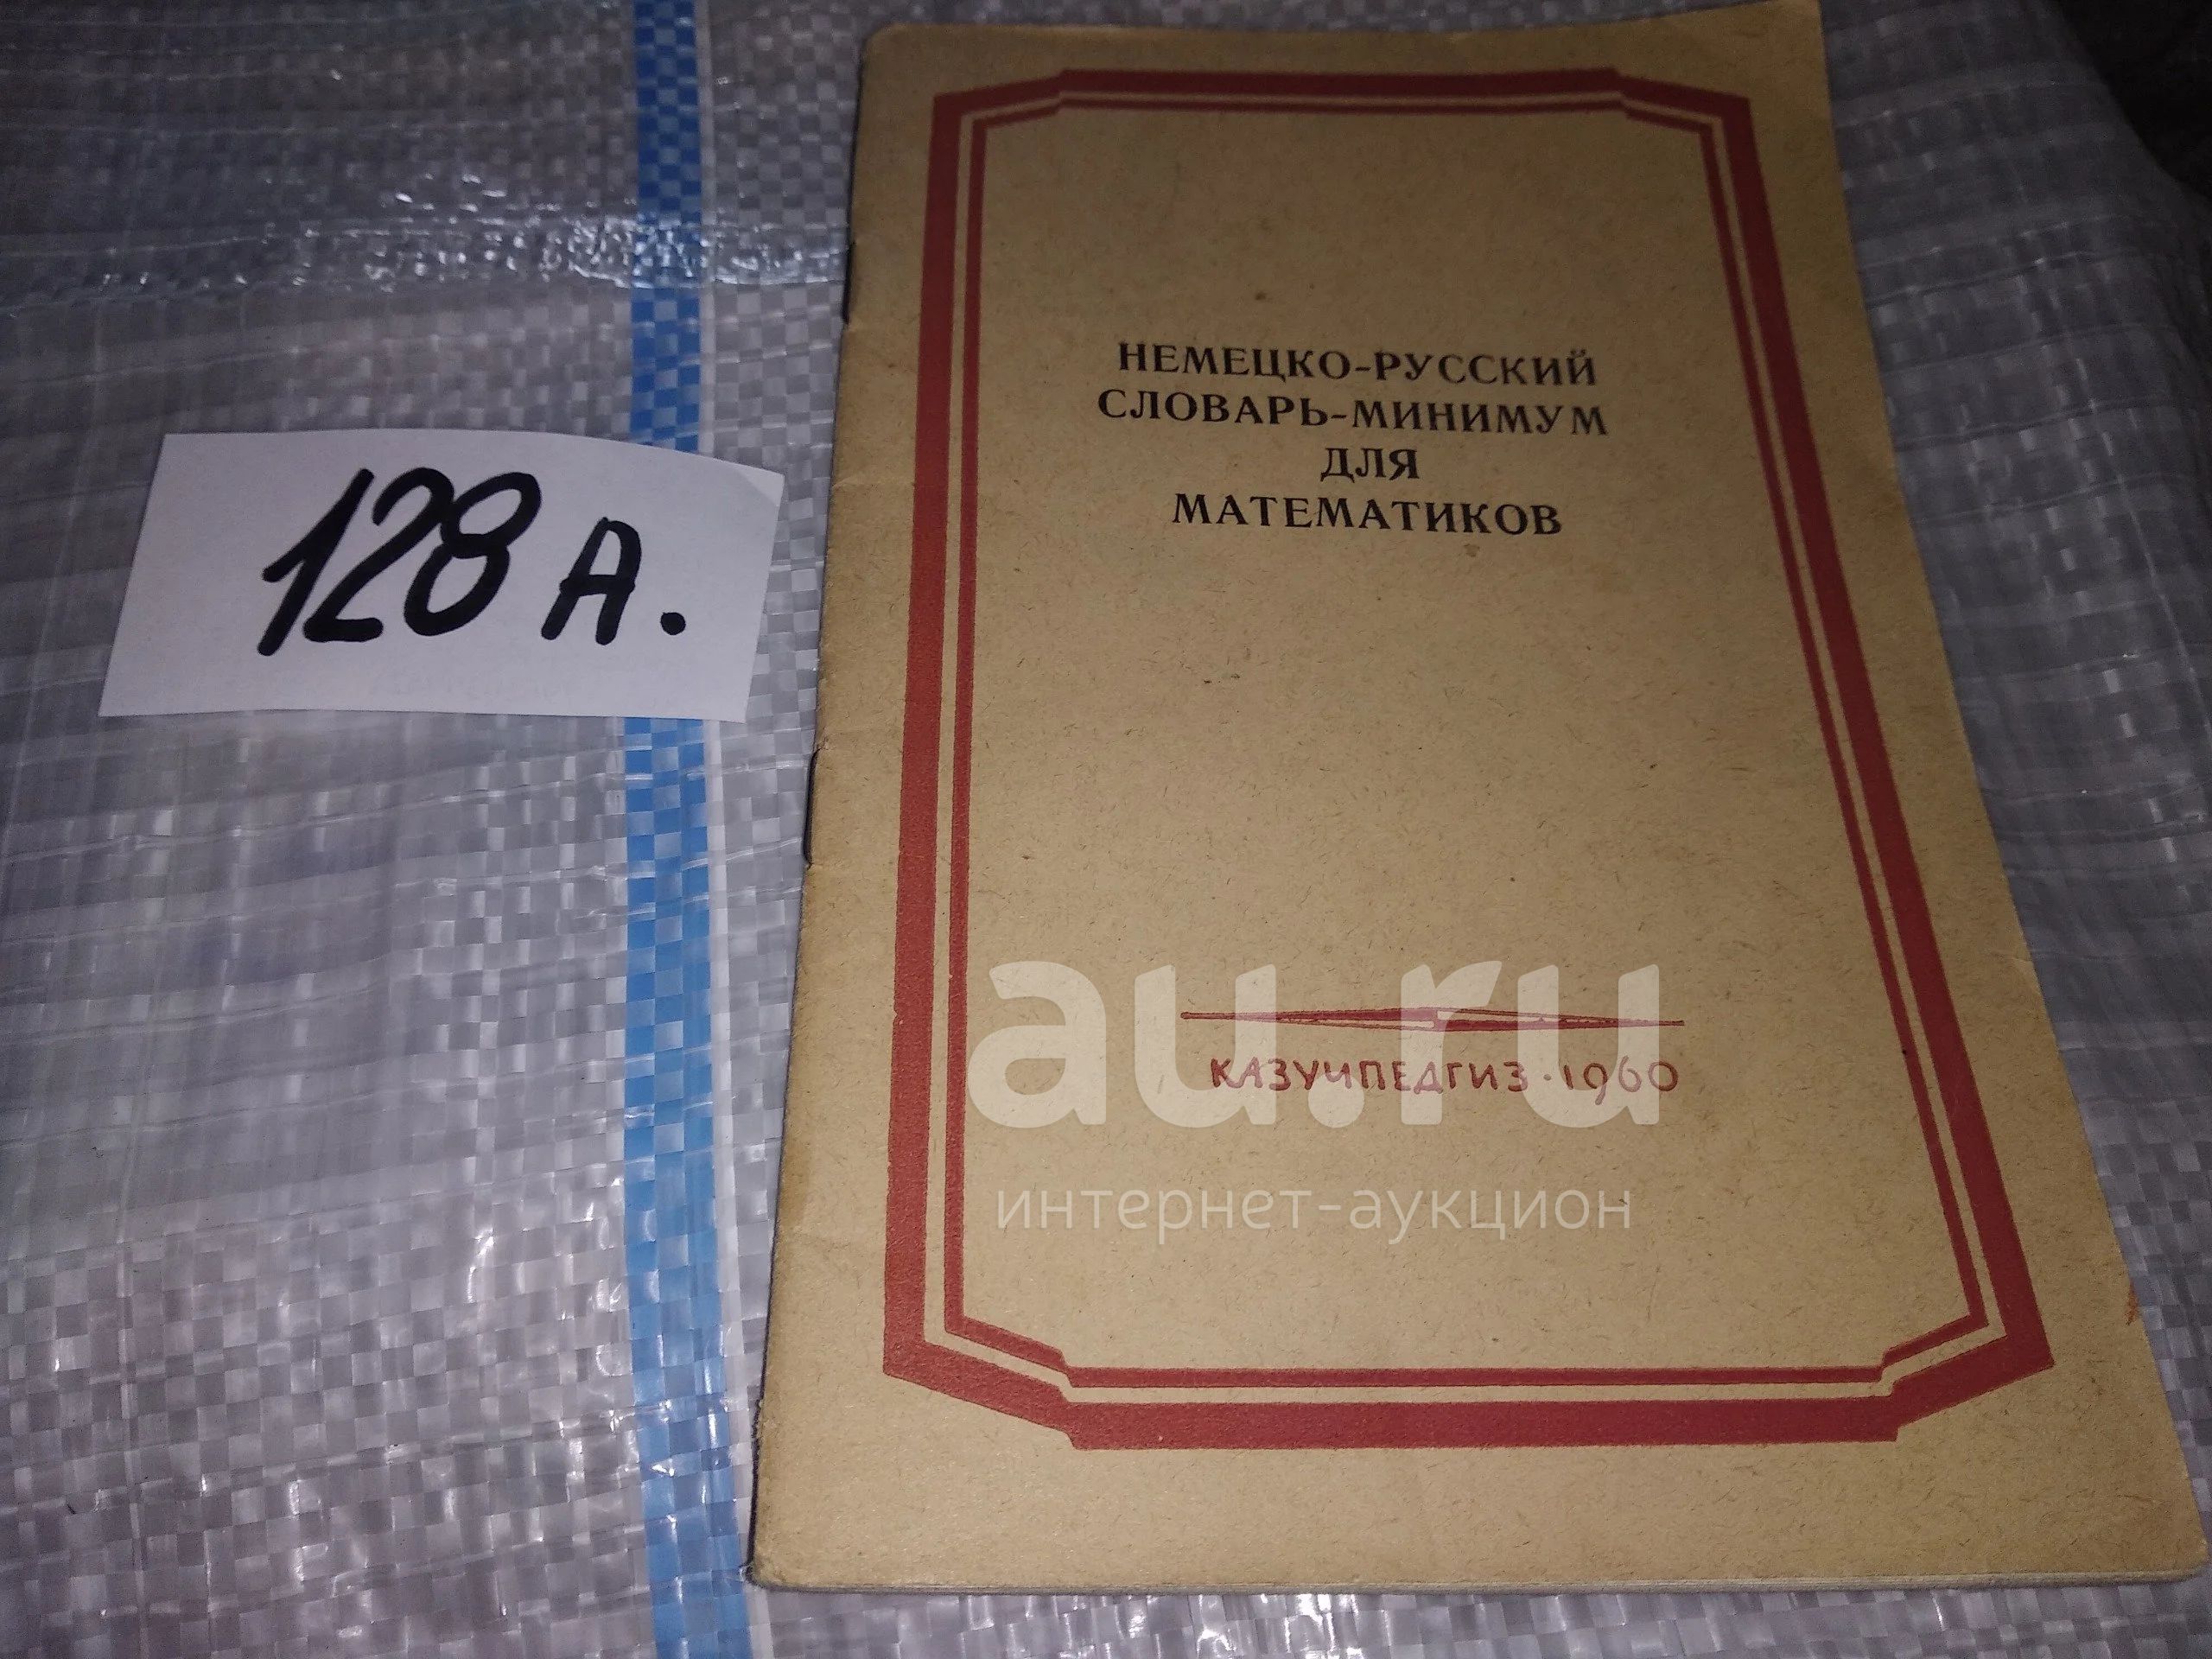 128 А.
НЕМЕЦКО-РУССКИЙ
СЛОВАРЬ-МИНИМУМ
ДЛЯ
МАТЕМАТИКОВ
au.ru
КАЗУЧПЕДГИЗ·1960
интернет-аукцион